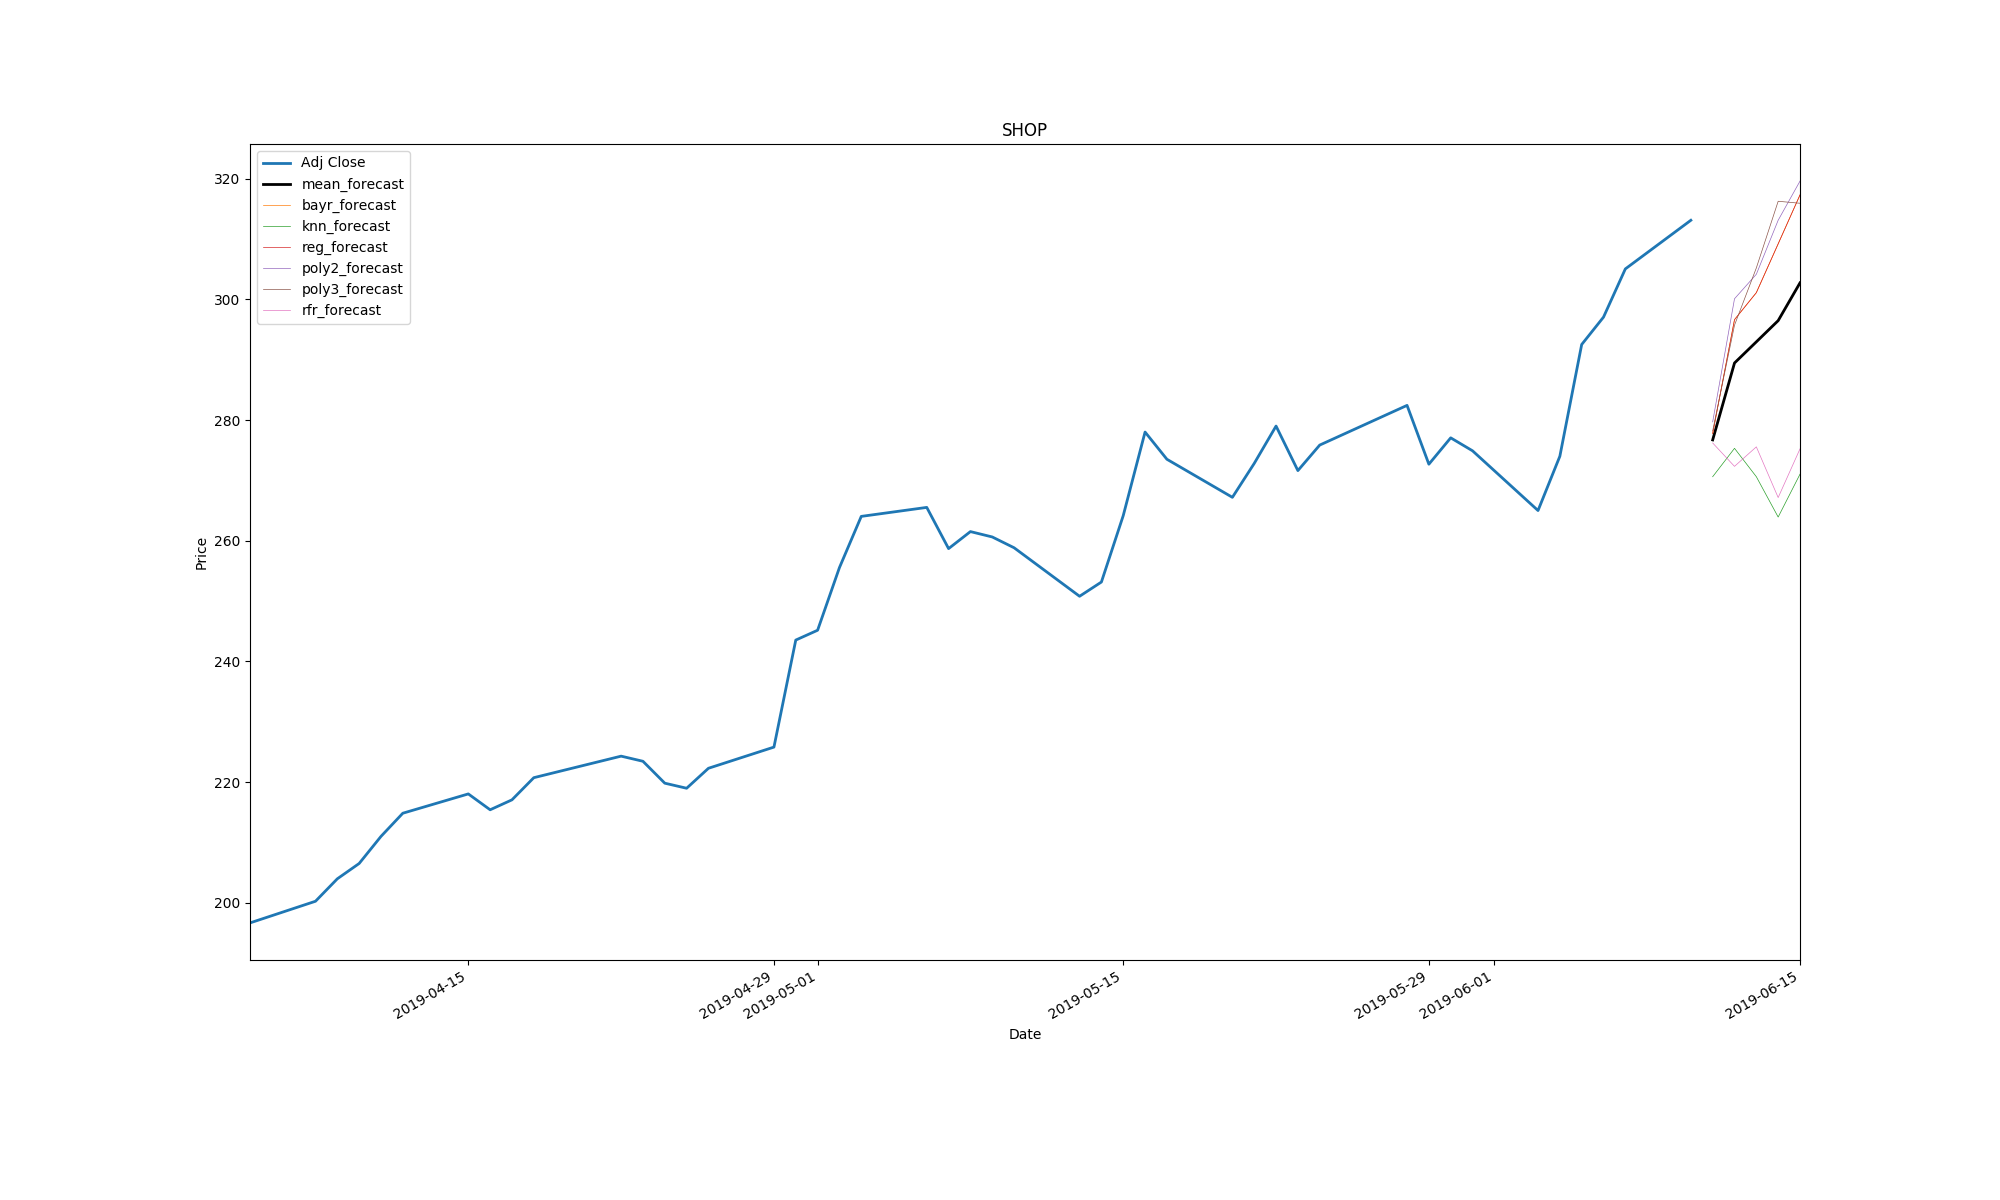 SHOP
Adj Close
mean_forecast
bayr_forecast
knn_forecast
reg_forecast
poly2_forecast
poly3_forecast
rfr_forecast
320
300
280
260
240
220
200
Price
2019-04-15
2019-04-29
2019-05-01
2019-05-15
2019-05-29
2019-06-01
2019-06-15
Date